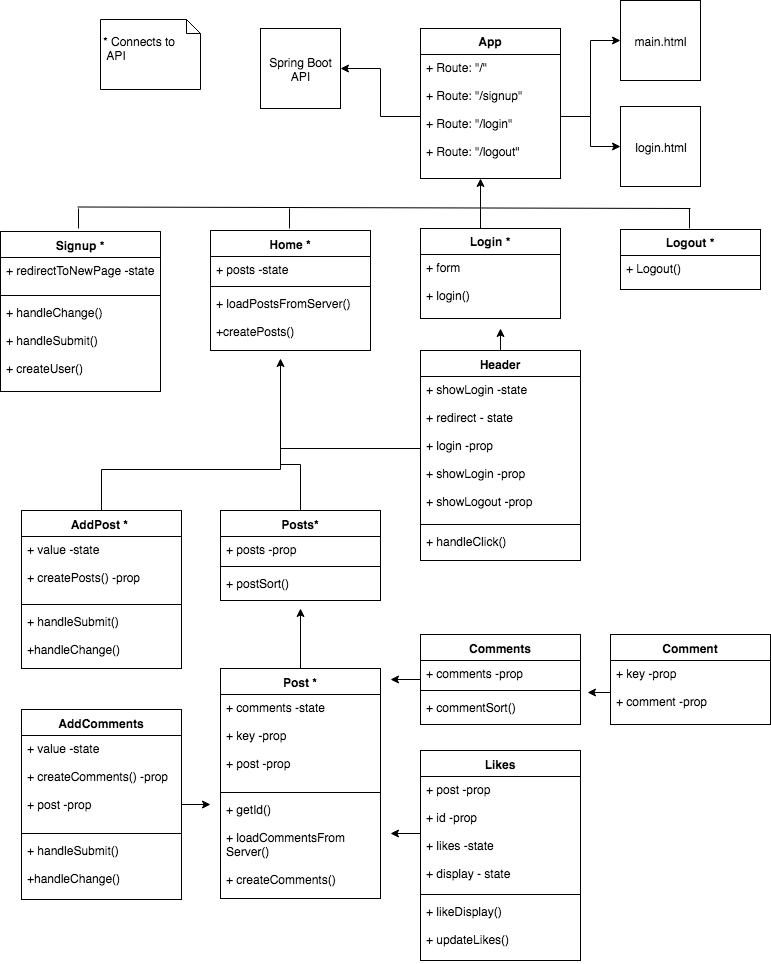 * Connects to
API
Spring Boot
API
App
+ Route: "/"
+ Route: "/signup"
+ Route: "/login"
+ Route: "/logout"
main.html
login.html
Signup *
+ redirectToNewPage -state
+ handleChange()
+ handleSubmit()
+ createUser()
Home *
+ posts -state
+ loadPostsFromServer()
+createPosts()
Login *
+ form
+ login()
Logout *
+ Logout()
Header
+ showLogin -state
+ redirect - state
+ login -prop
+ showLogin -prop
+ showLogout -prop
+ handleClick()
AddPost *
+ value -state
+ createPosts() -prop
+ handleSubmit()
+handleChange()
Posts*
+ posts -prop
+ postSort()
Post *
+ comments -state
+ key -prop
+ post -prop
+ getId()
+ loadCommentsFrom
Server()
+ createComments()
Comments
+ comments -prop
+ commentSort()
Comment
+ key -prop
+ comment -prop
AddComments
+ value -state
+ createComments() -prop
+ post -prop
+ handleSubmit()
+handleChange()
Likes
+ post -prop
+ id -prop
+ likes -state
+ display - state
+ likeDisplay()
+ updateLikes()